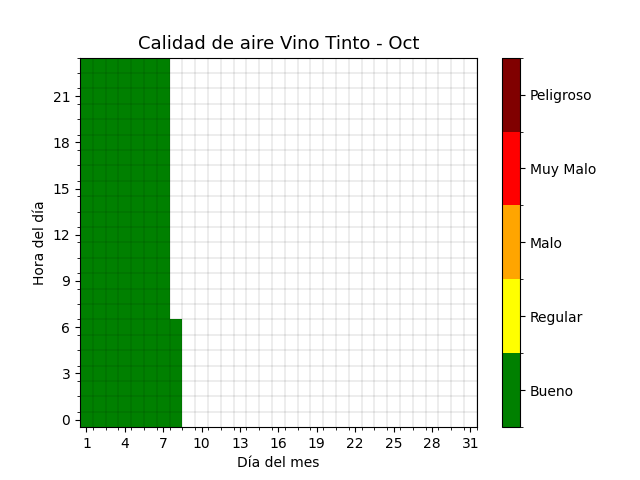 Calidad de aire Vino Tinto - Oct
Hora del día
21
18
15
12
9
6
3
0
1 4 7 10 13 16 19 22 25 28 31
Día del mes
Peligroso
Muy Malo
Malo
Regular
Bueno